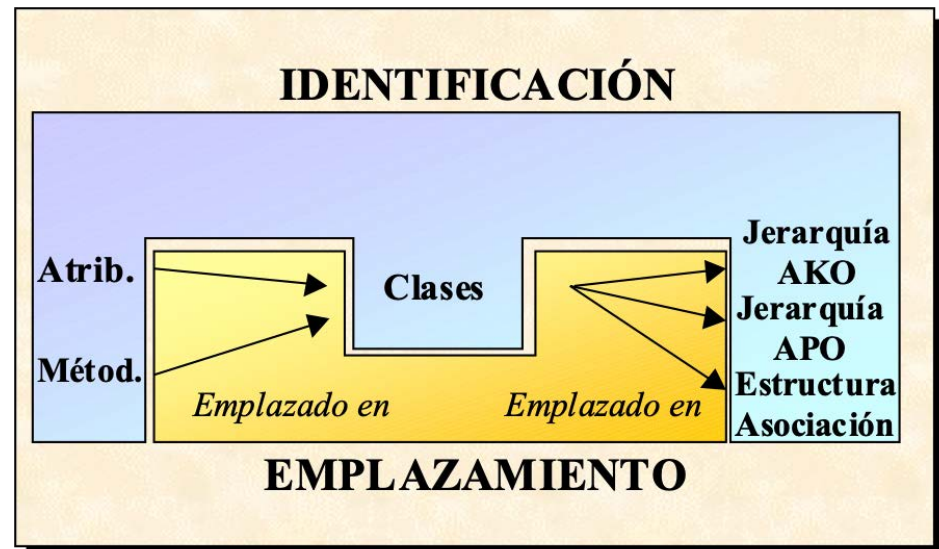 IDENTIFICACIÓN
Atrib.
Métod.
Clases
Emplazado en
Emplazado en
Jerarquía
AKO
Jerarquía
APO
Estructura
Asociación
EMPLAZAMIENTO